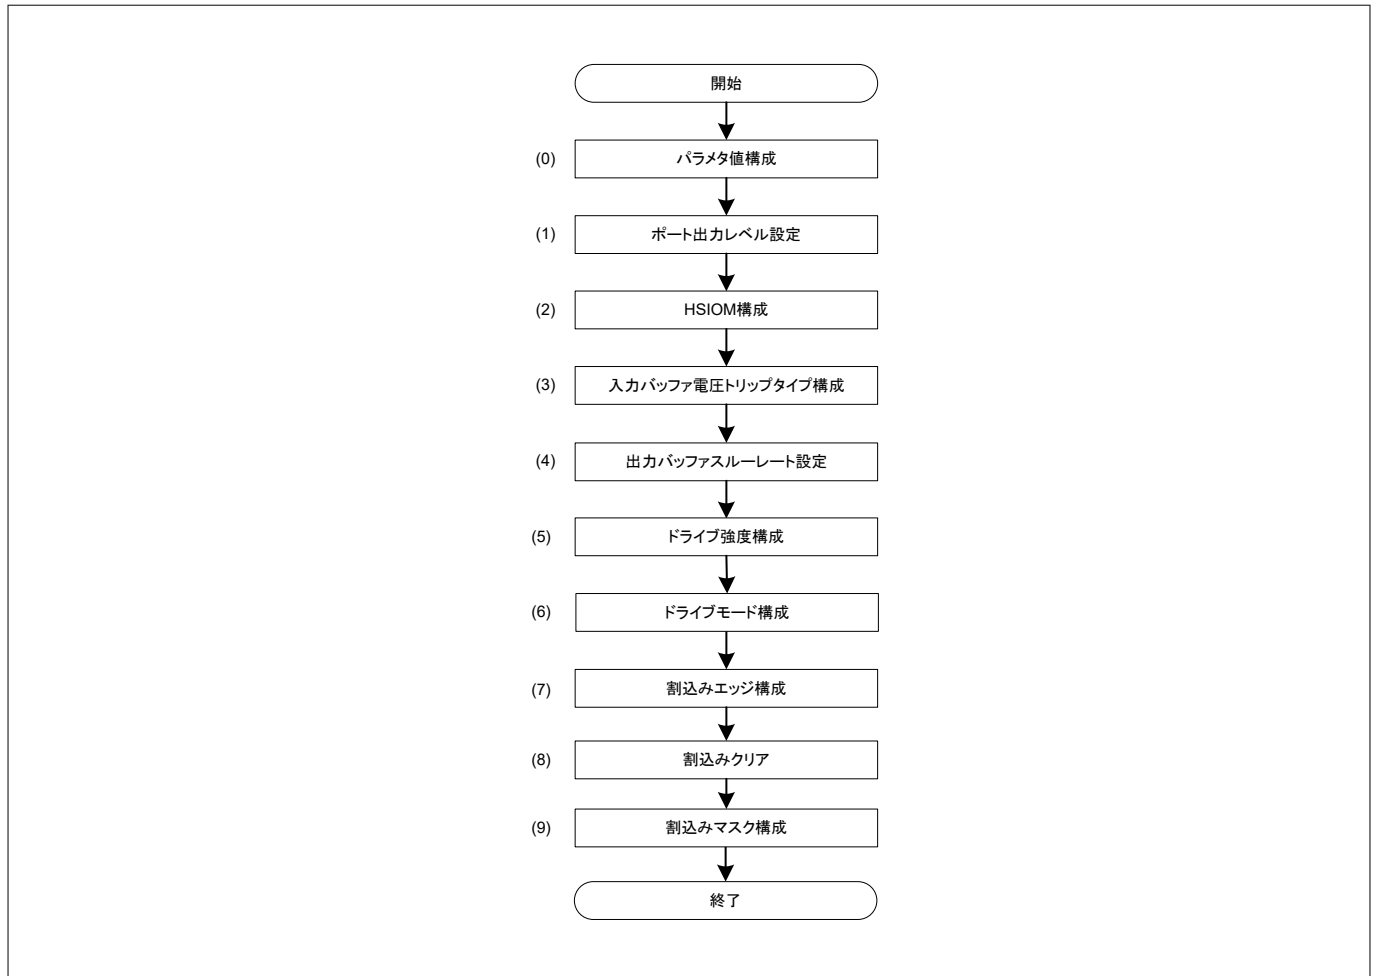 開始
(0) パラメタ値構成
(1) ポート出力レベル設定
(2) HSIOM構成
(3) 入力バッファ電圧トリップタイプ構成
(4) 出力バッファスルーレート設定
(5) ドライブ強度構成
(6) ドライブモード構成
(7) 割込みエッジ構成
(8) 割込みクリア
(9) 割込みマスク構成
終了